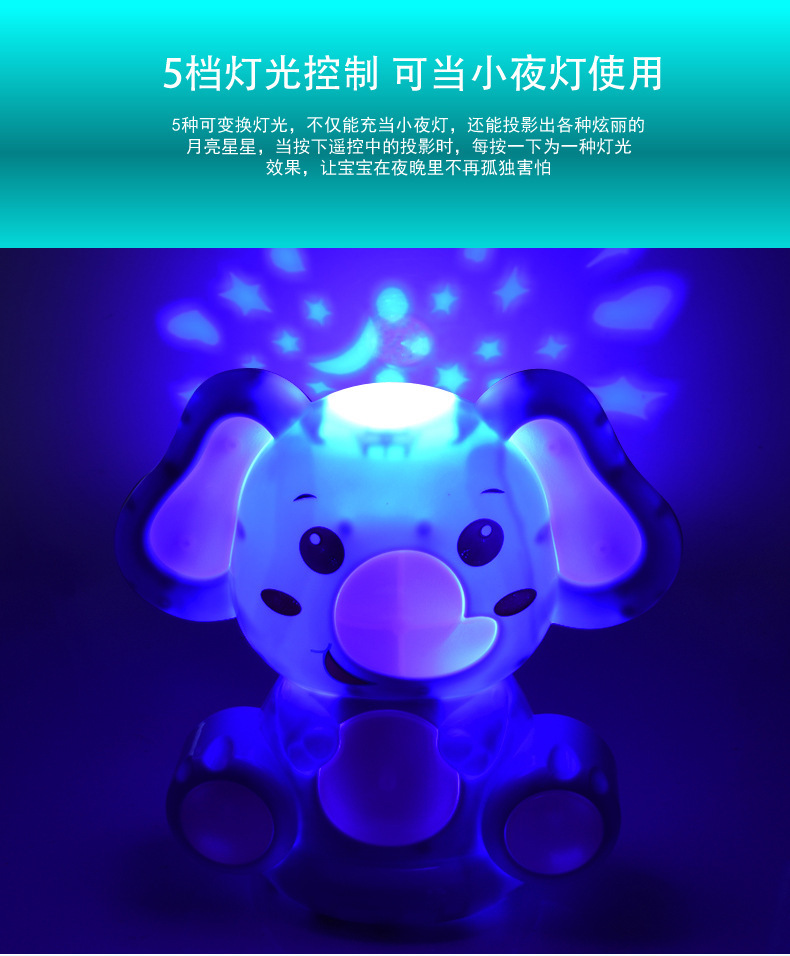 5档灯光控制 可当小夜灯使用
5种可变换灯光，不仅能充当小夜灯，还能投影出各种炫丽的
月亮星星，当按下遥控中的投影时，每按一下为一种灯光
效果，让宝宝在夜晚里不再孤独害怕